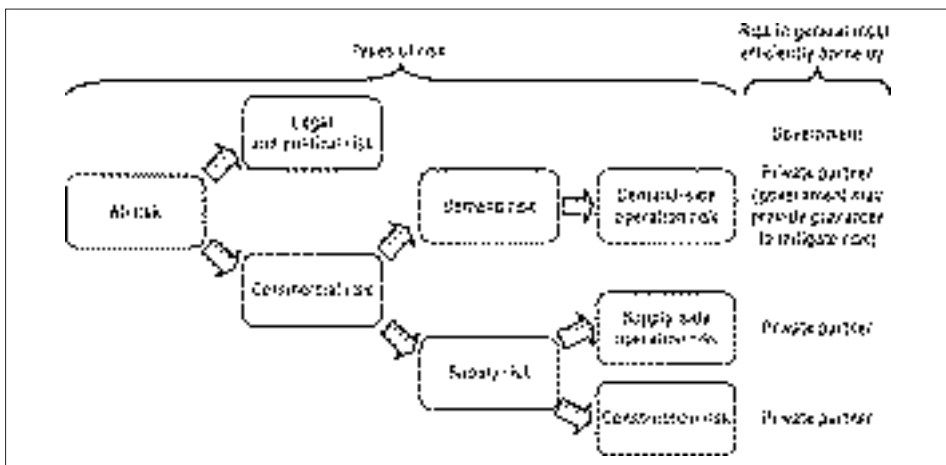 Types of risk
Risk in general most
efficiently borne by
Legal
and political risk
Government
All risk
Demand risk
Demand-side
operation risk
Private partner
(government may
provide guarantee
to mitigate risk)
Commercial risk
Supply-side
operation risk
Private partner
Supply risk
Construction risk
Private partner